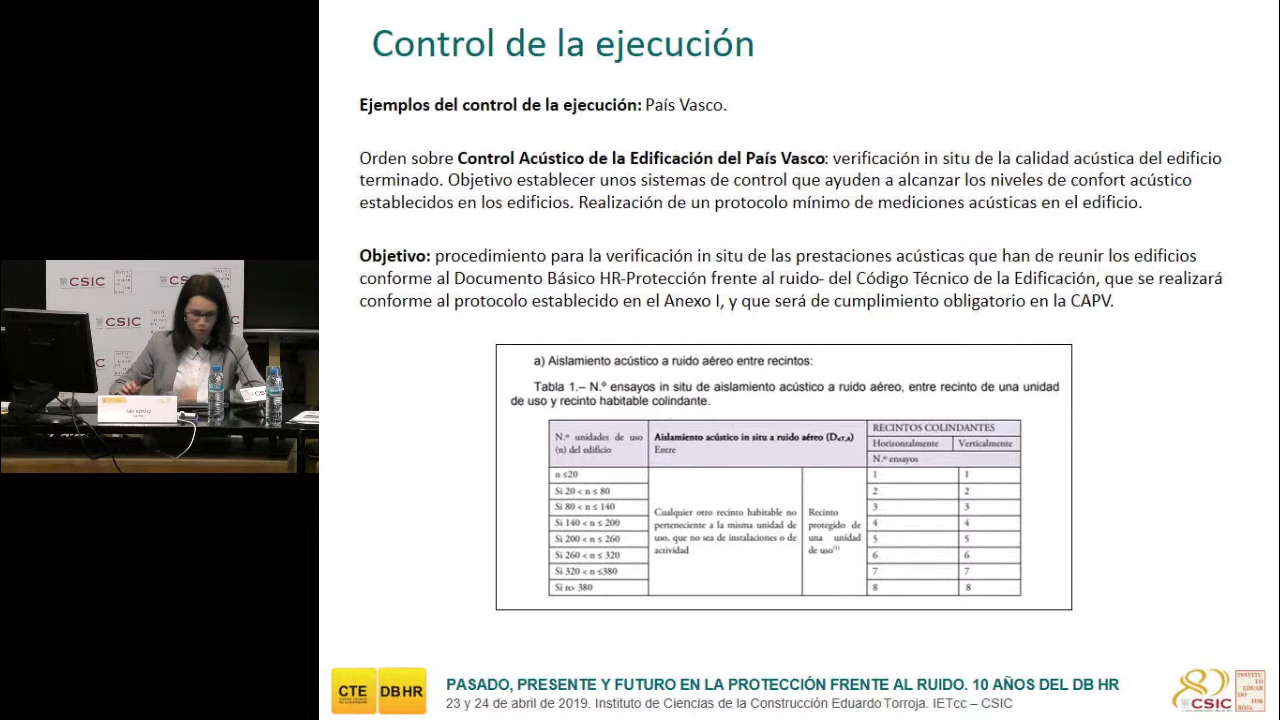 Control de la ejecución
Ejemplos del control de la ejecución: País Vasco.
Orden sobre Control Acústico de la Edificación del País Vasco: verificación in situ de la calidad acústica del edificio
terminado. Objetivo establecer unos sistemas de control que ayuden a alcanzar los niveles de confort acústico
establecidos en los edificios. Realización de un protocolo mínimo de mediciones acústicas en el edificio.
Objetivo: procedimiento para la verificación in situ de las prestaciones acústicas que han de reunir los edificios
conforme al Documento Básico HR-Protección frente al ruido- del Código Técnico de la Edificación, que se realizará
conforme al protocolo establecido en el Anexo I, y que será de cumplimiento obligatorio en la CAPV.
a) Aislamiento acústico a ruido aéreo entre recintos:
Tabla 1.– N.º ensayos in situ de aislamiento acústico a ruido aéreo, entre recinto de una unidad
de uso y recinto habitable colindante.
N.º unidades de uso
(n) del edificio
Aislamiento acústico in situ a ruido aéreo (DnT,A)
Entre
RECINTOS COLINDANTES
Horizontalmente Verticalmente
N.º ensayos
n ≤20 1 1
Si 20 < n ≤ 80 2 2
Si 80 < n ≤ 140 3 3
Si 140 < n ≤ 200 4 4
Si 200 < n ≤ 260 5 5
Si 260 < n ≤ 320 6 6
Si 320 < n ≤380 7 7
Si n> 380 8 8
Cualquier otro recinto habitable no
perteneciente a la misma unidad de
uso, que no sea de instalaciones o de
actividad
Recinto
protegido de
una unidad
de uso(1)
CTE
DB HR
PASADO, PRESENTE Y FUTURO EN LA PROTECCIÓN FRENTE AL RUIDO. 10 AÑOS DEL DB HR
23 y 24 de abril de 2019. Instituto de Ciencias de la Construcción Eduardo Torroja. IETcc – CSIC
80
CSIC
INSTITU
TO
EDUAR
DO TOR
ROJA
CSIC
CSIC
CSIC
CSIC